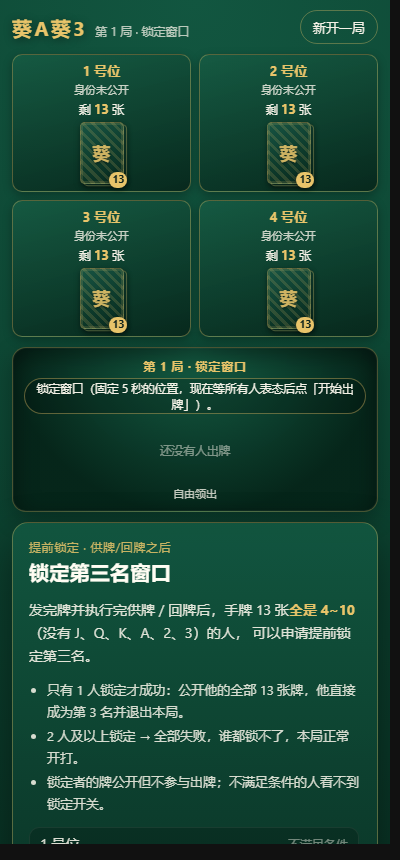 葵A葵3 第 1 局 · 锁定窗口 新开一局
1 号位 2 号位
身份未公开 身份未公开
剩 13 张 剩 13 张
葵 葵
13 13
3 号位 4 号位
身份未公开 身份未公开
剩 13 张 剩 13 张
葵 葵
13 13
第 1 局 · 锁定窗口
锁定窗口（固定 5 秒的位置，现在等所有人表态后点「开始出
牌」）。
还没有人出牌
自由领出
提前锁定 · 供牌/回牌之后
锁定第三名窗口
发完牌并执行完供牌 / 回牌后，手牌 13 张全是 4~10
（没有 J、Q、K、A、2、3）的人， 可以申请提前锁
定第三名。
只有 1 人锁定才成功：公开他的全部 13 张牌，他直接
成为第 3 名并退出本局。
2 人及以上锁定 → 全部失败，谁都锁不了，本局正常
开打。
锁定者的牌公开但不参与出牌；不满足条件的人看不到
锁定开关。
1 号位 不满足条件